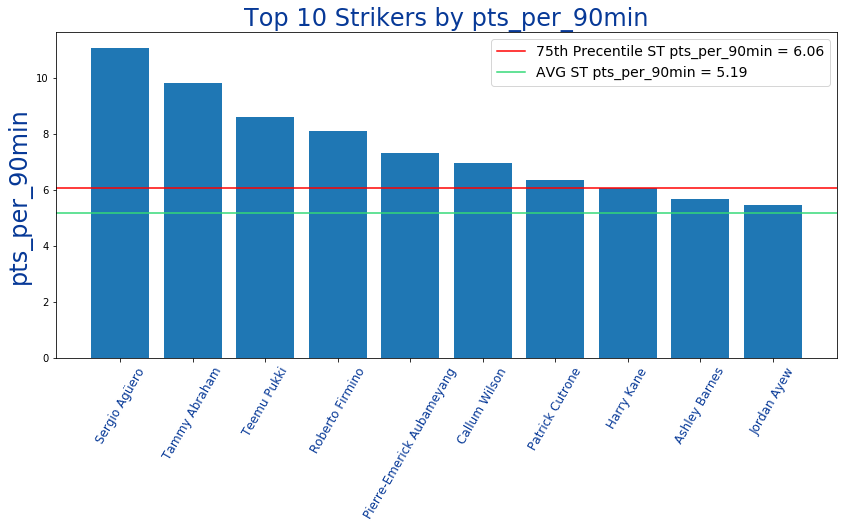 Top 10 Strikers by pts_per_90min
75th Precentile ST pts_per_90min = 6.06
AVG ST pts_per_90min = 5.19
pts_per_90min
10
8
6
4
2
0
Sergio Agüero
Tammy Abraham
Teemu Pukki
Roberto Firmino
Pierre-Emerick Aubameyang
Callum Wilson
Patrick Cutrone
Harry Kane
Ashley Barnes
Jordan Ayew